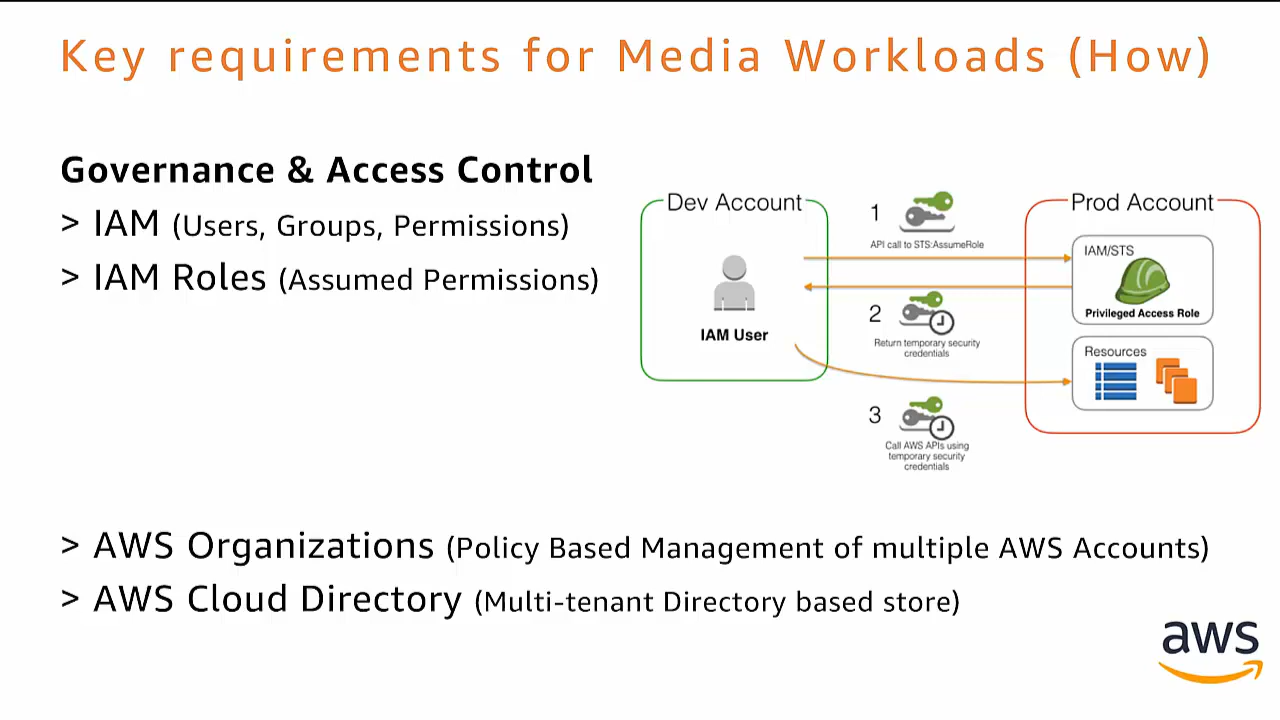 Key requirements for Media Workloads (How)
Governance & Access Control
> IAM (Users, Groups, Permissions)
> IAM Roles (Assumed Permissions)
Dev Account
IAM User
1
API call to STS:AssumeRole
2
Return temporary security
credentials
3
Call AWS APIs using
temporary security
credentials
Prod Account
IAM/STS
Privileged Access Role
Resources
> AWS Organizations (Policy Based Management of multiple AWS Accounts)
> AWS Cloud Directory (Multi-tenant Directory based store)
aws